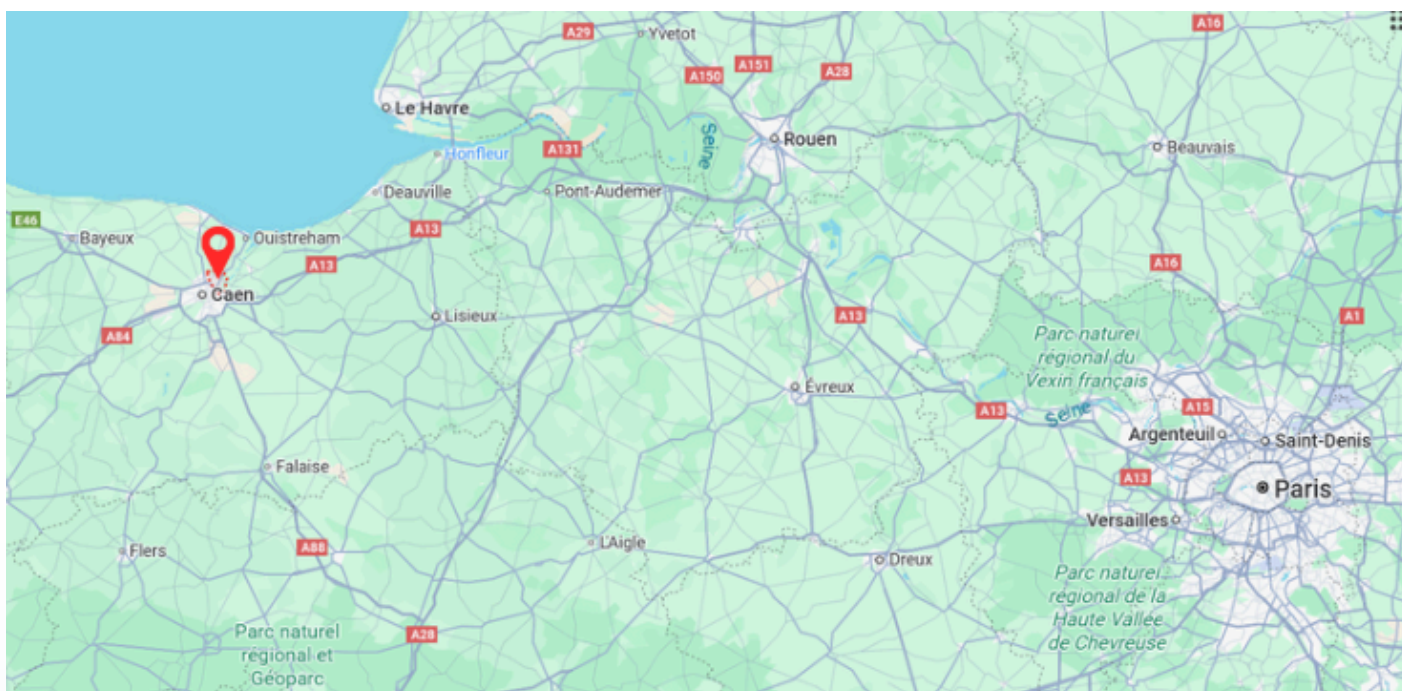 A16
A29
Yvetot
A151
A150
A28
Le Havre
Seine
Rouen
Beauvais
Honfleur
A131
Deauville
Pont-Audemer
E46
A13
Bayeux
Ouistreham
A13
A16
Caen
Lisieux
A84
A13
A1
Parc naturel
régional du
Vexin français
Évreux
A13
Seine
A15
Argenteuil
Saint-Denis
Falaise
A13
Paris
Versailles
Flers
A88
L'Aigle
Dreux
Parc naturel
régional de la
Haute Vallée
de Chevreuse
Parc naturel
régional et
Géoparc
A28